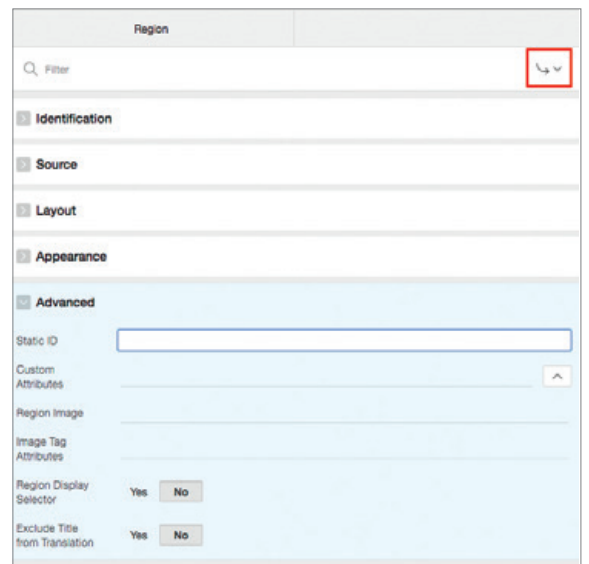 Region
Filter
Identification
Source
Layout
Appearance
Advanced
Static ID
Custom
Attributes
Region Image
Image Tag
Attributes
Region Display
Selector
Yes No
Exclude Title
from Translation
Yes No